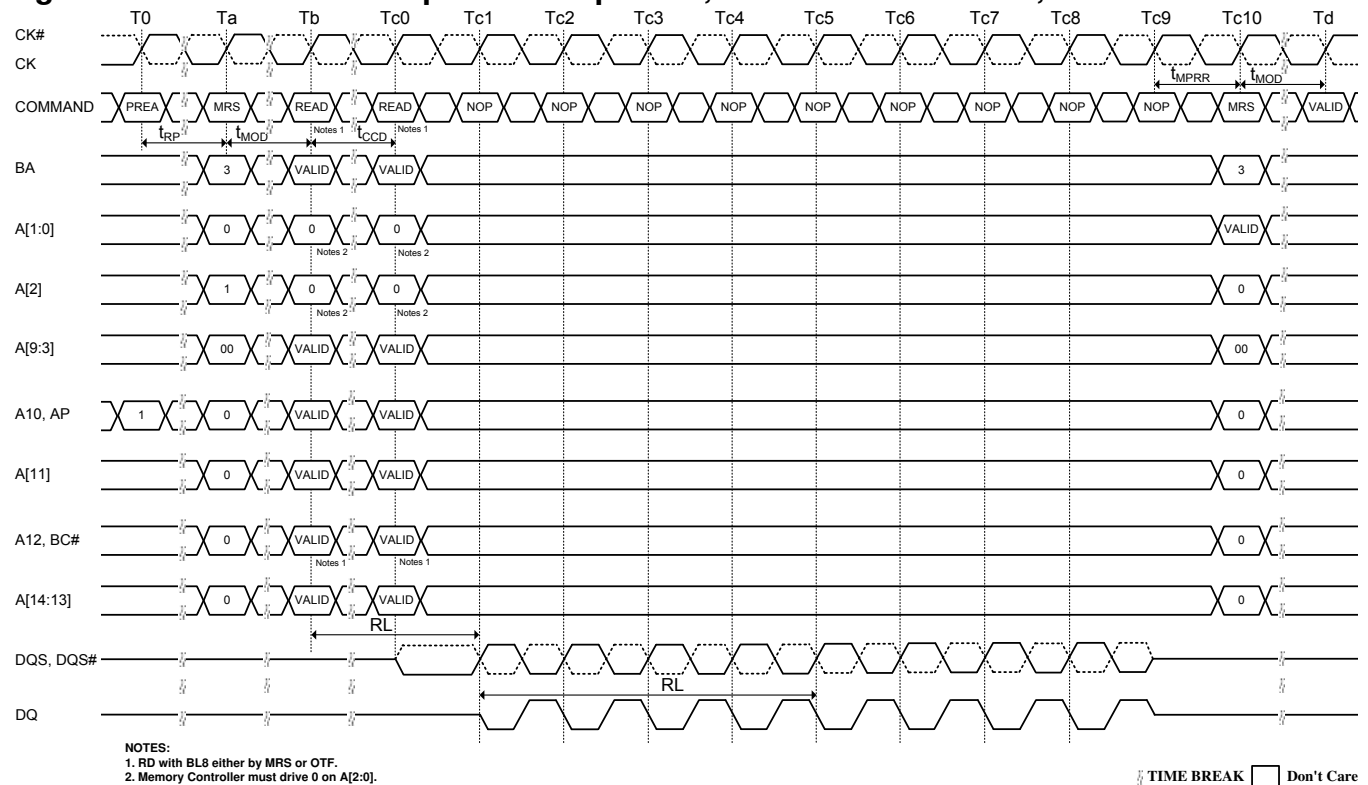 T0 Ta Tb Tc0 Tc1 Tc2 Tc3 Tc4 Tc5 Tc6 Tc7 Tc8 Tc9 Tc10 Td
CK#
CK
tMPRR tMOD
COMMAND PREA MRS READ READ NOP NOP NOP NOP NOP NOP NOP NOP NOP MRS VALID
Notes 1 Notes 1
tRP tMOD tCCD
BA 3 VALID VALID 3
A[1:0] 0 0 0 VALID
Notes 2 Notes 2
A[2] 1 0 0 0
Notes 2 Notes 2
A[9:3] 00 VALID VALID 00
A10, AP 1 0 VALID VALID 0
A[11] 0 VALID VALID 0
A12, BC# 0 VALID VALID 0
Notes 1 Notes 1
A[14:13] 0 VALID VALID 0
RL
DQS, DQS#
RL
DQ
NOTES:
1. RD with BL8 either by MRS or OTF.
2. Memory Controller must drive 0 on A[2:0].
TIME BREAK Don't Care